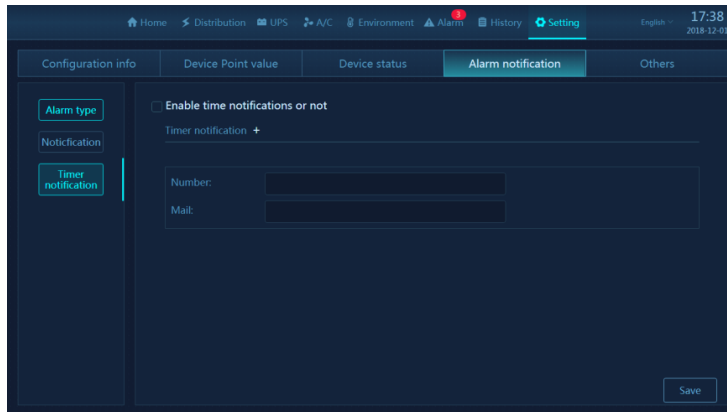 Home Distribution UPS A/C Environment Alarm 3 History Setting English 17:38
2018-12-01
Configuration info Device Point value Device status Alarm notification Others
Alarm type
Enable time notifications or not
Noticfication
Timer notification +
Timer
notification
Number:
Mail:
Save